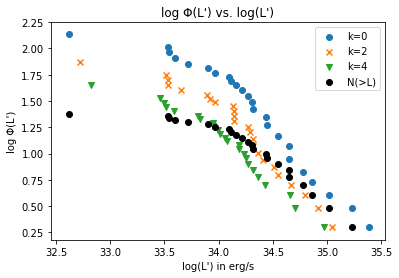 log Φ(L') vs. log(L')
2.25
2.00
1.75
1.50
1.25
1.00
0.75
0.50
0.25
log Φ(L')
k=0
k=2
k=4
N(>L)
32.5 33.0 33.5 34.0 34.5 35.0 35.5
log(L') in erg/s